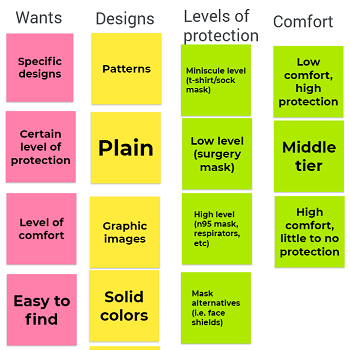 Wants
Designs
Levels of
protection
Comfort
Specific
designs
Certain
level of
protection
Level of
comfort
Easy to
find
Patterns
Plain
Graphic
images
Solid
colors
Miniscule level
(t-shirt/sock
mask)
Low level
(surgery
mask)
High level
(n95 mask,
respirators,
etc)
Mask
alternatives
(i.e. face
shields)
Low
comfort,
high
protection
Middle
tier
High
comfort,
little to no
protection